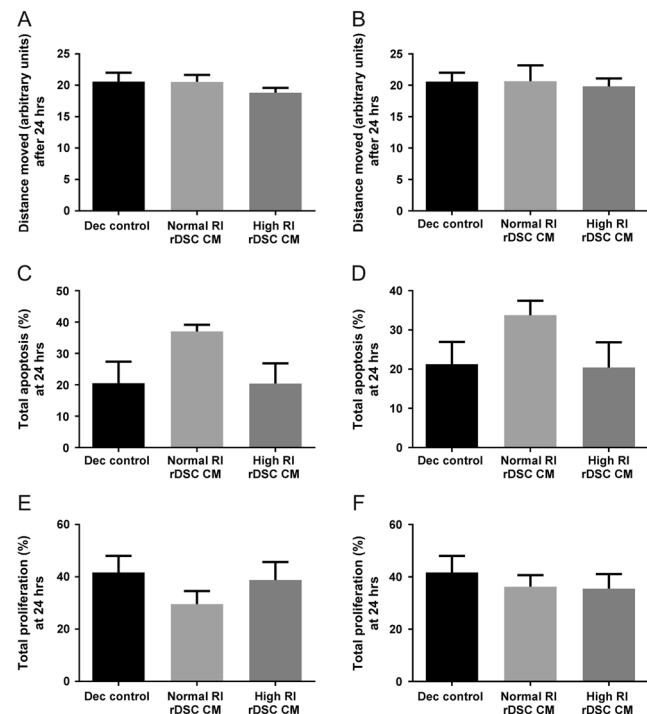 A
Distance moved (arbitrary units)
after 24 hrs
25
20
15
10
5
0
Dec control
Normal RI
rDSC CM
High RI
rDSC CM
B
Distance moved (arbitrary units)
after 24 hrs
25
20
15
10
5
0
Dec control
Normal RI
rDSC CM
High RI
rDSC CM
C
Total apoptosis (%)
at 24 hrs
50
40
30
20
10
0
Dec control
Normal RI
rDSC CM
High RI
rDSC CM
D
Total apoptosis (%)
at 24 hrs
40
30
20
10
0
Dec control
Normal RI
rDSC CM
High RI
rDSC CM
E
Total proliferation (%)
at 24 hrs
60
40
20
0
Dec control
Normal RI
rDSC CM
High RI
rDSC CM
F
Total proliferation (%)
at 24 hrs
60
40
20
0
Dec control
Normal RI
rDSC CM
High RI
rDSC CM